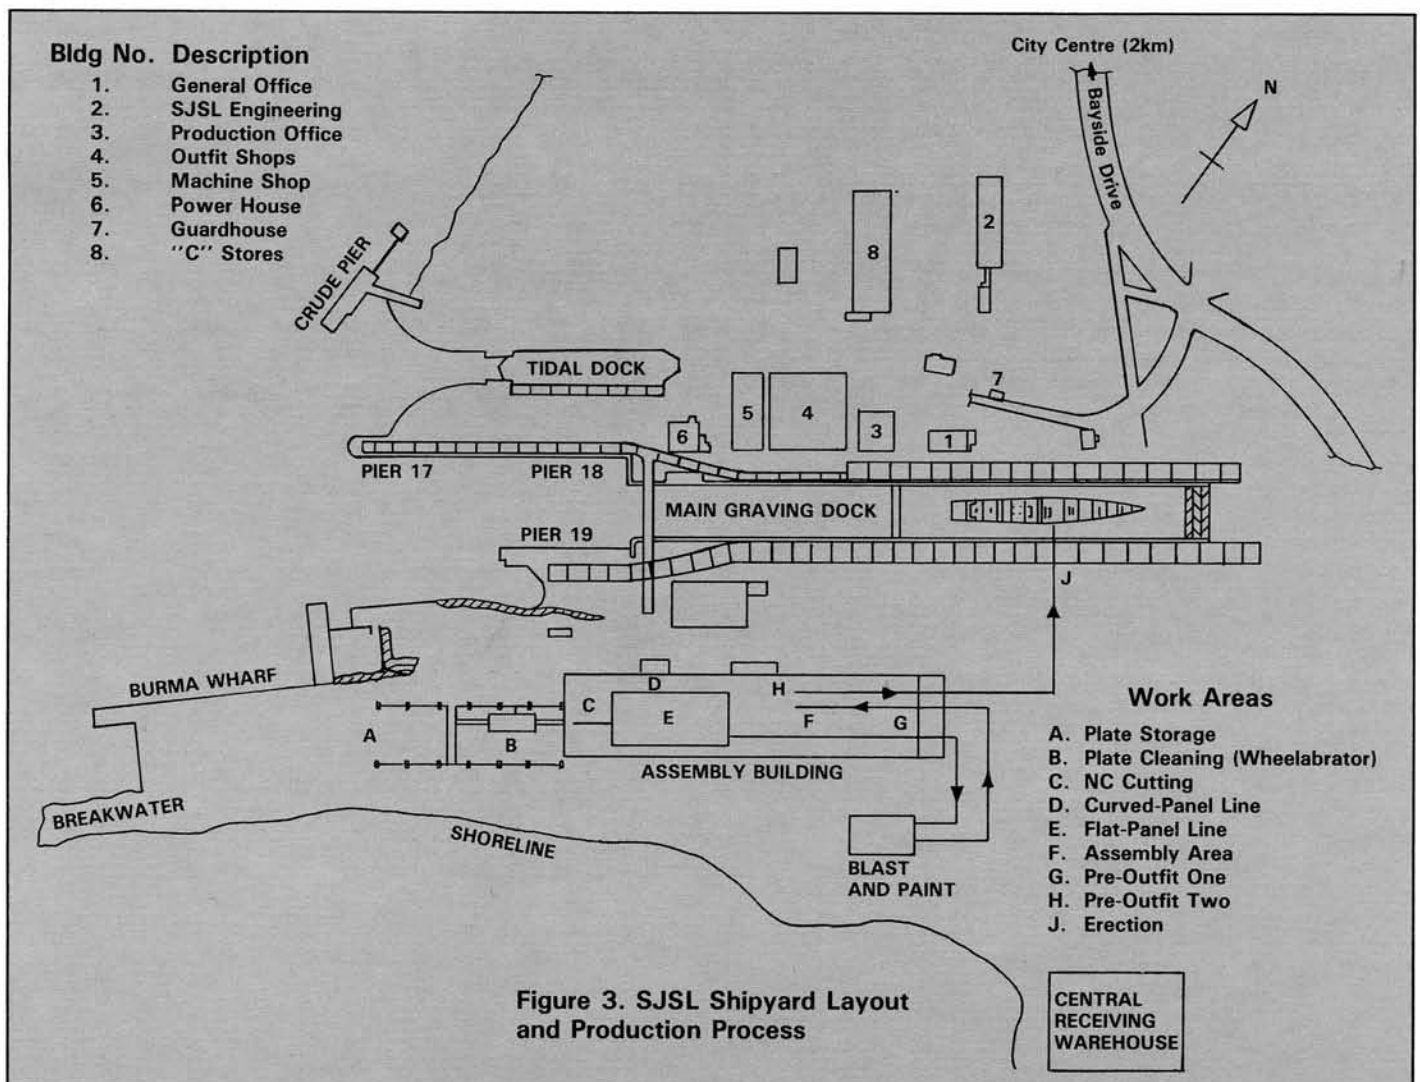 Bldg No. Description
1. General Office
2. SJSL Engineering
3. Production Office
4. Outfit Shops
5. Machine Shop
6. Power House
7. Guardhouse
8. ''C'' Stores
City Centre (2km)
Bayside Drive
N
CRUDE PIER
TIDAL DOCK
2
8
7
5
4
3
1
6
PIER 17
PIER 18
MAIN GRAVING DOCK
PIER 19
J
BURMA WHARF
BREAKWATER
SHORELINE
A
B
C
D
E
F
G
H
ASSEMBLY BUILDING
BLAST
AND PAINT
Work Areas
A. Plate Storage
B. Plate Cleaning (Wheelabrator)
C. NC Cutting
D. Curved-Panel Line
E. Flat-Panel Line
F. Assembly Area
G. Pre-Outfit One
H. Pre-Outfit Two
J. Erection
CENTRAL
RECEIVING
WAREHOUSE
Figure 3. SJSL Shipyard Layout
and Production Process